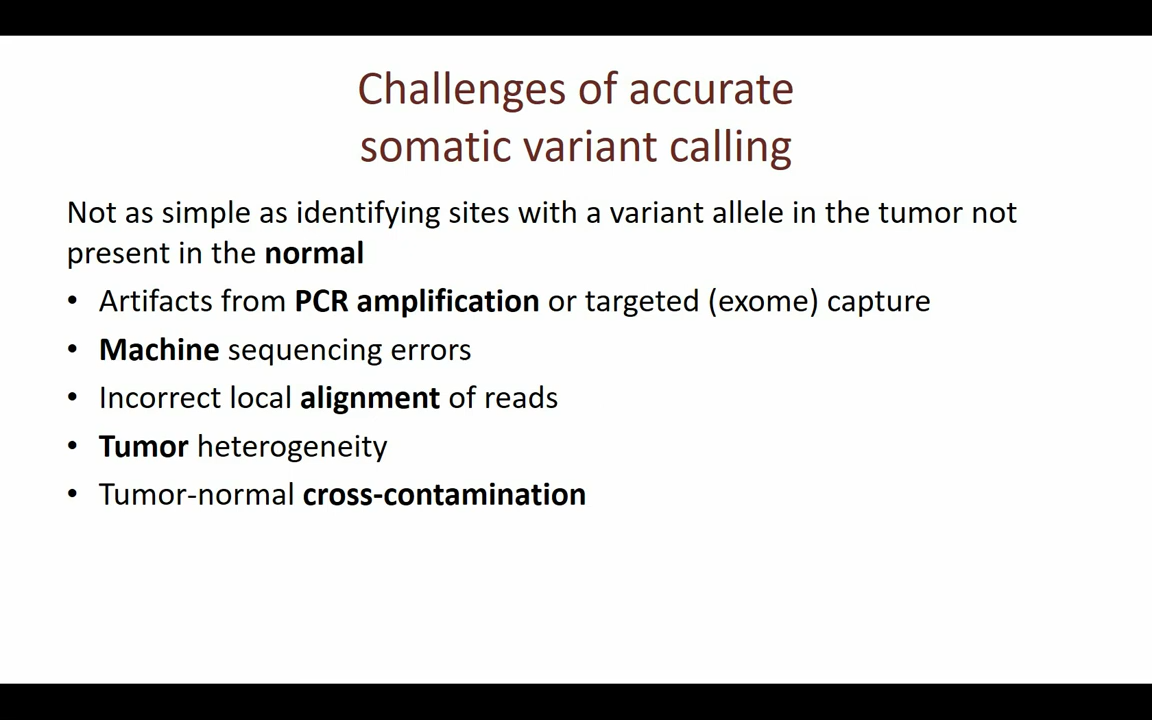 Challenges of accurate
somatic variant calling
Not as simple as identifying sites with a variant allele in the tumor not
present in the normal
• Artifacts from PCR amplification or targeted (exome) capture
• Machine sequencing errors
• Incorrect local alignment of reads
• Tumor heterogeneity
• Tumor-normal cross-contamination